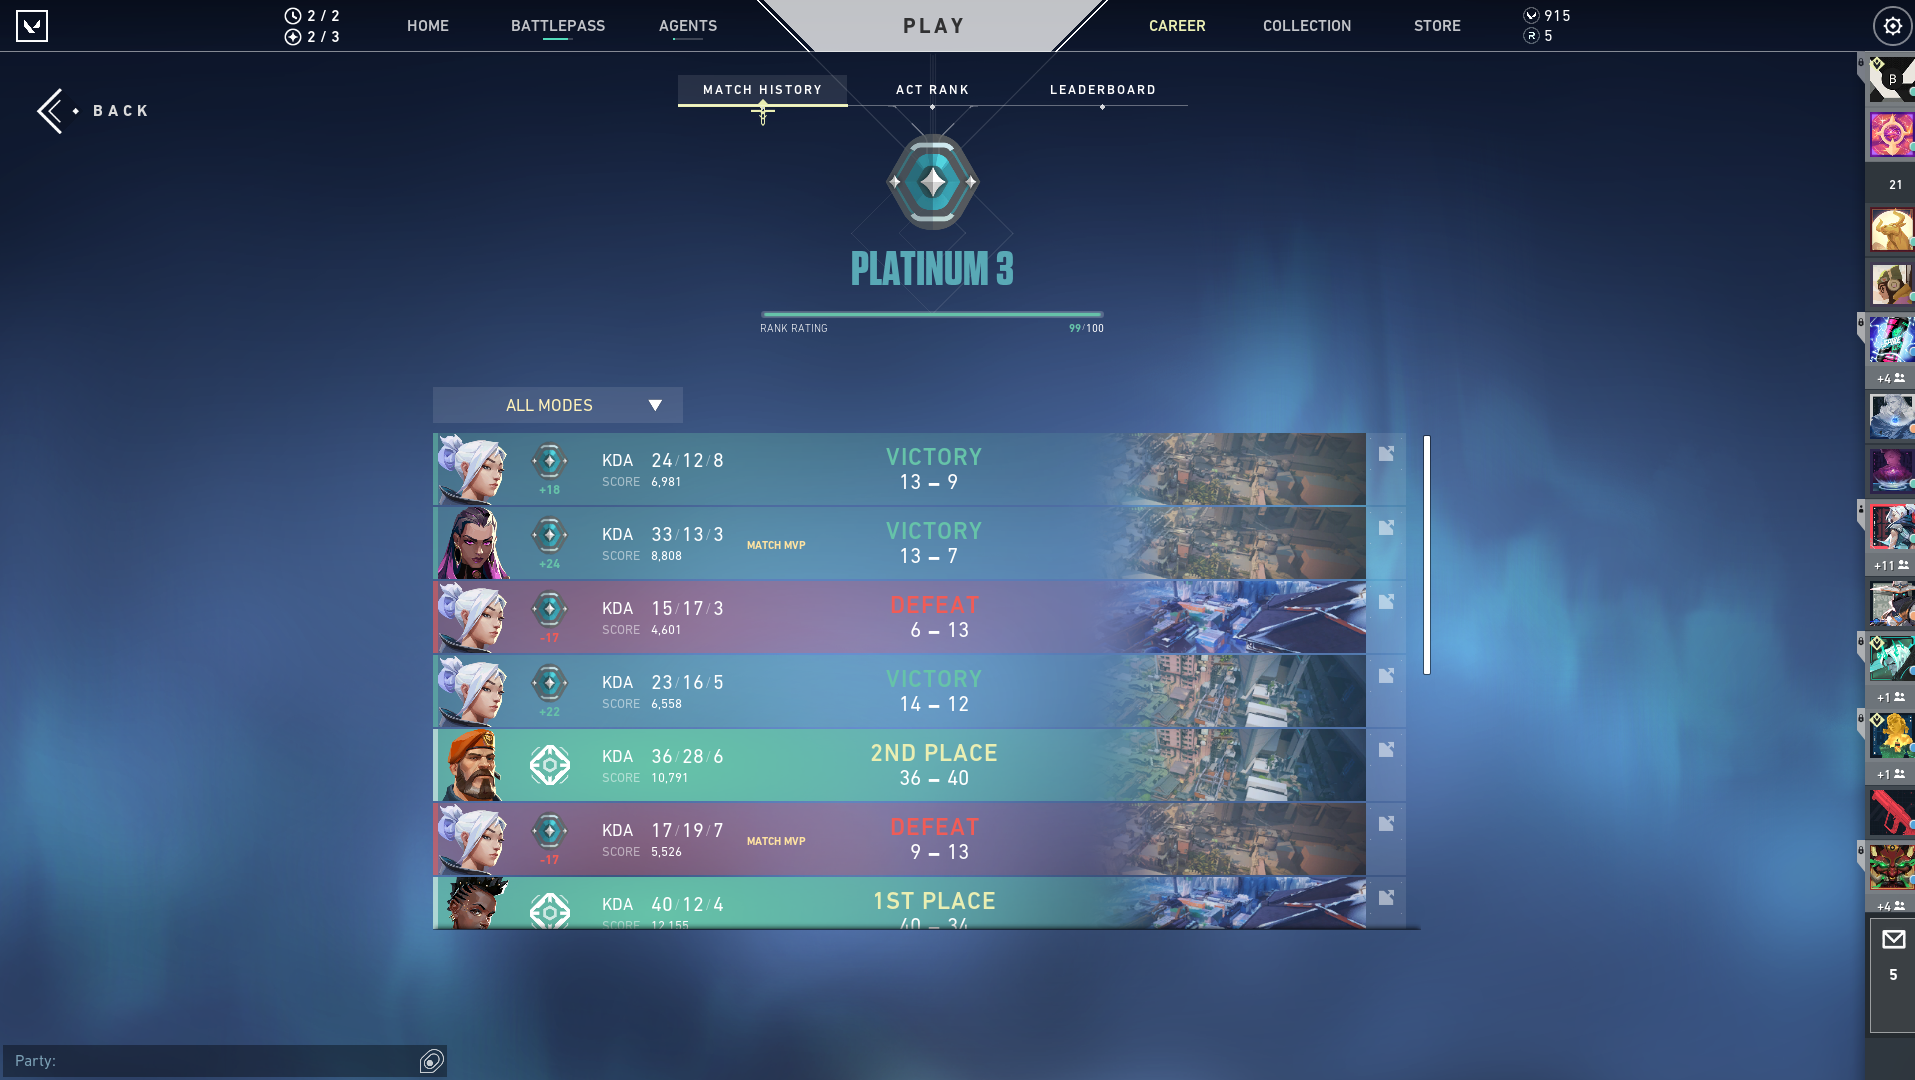 2 / 2
2 / 3
HOME
BATTLEPASS
AGENTS
PLAY
CAREER
COLLECTION
STORE
915
5
BACK
MATCH HISTORY
ACT RANK
LEADERBOARD
PLATINUM 3
RANK RATING
99/100
ALL MODES
KDA 24/12/8
SCORE 6,981
+18
VICTORY
13 – 9
KDA 33/13/3
SCORE 8,808
+24
MATCH MVP
VICTORY
13 – 7
KDA 15/17/3
SCORE 4,601
-17
DEFEAT
6 – 13
KDA 23/16/5
SCORE 6,558
+22
VICTORY
14 – 12
KDA 36/28/6
SCORE 10,791
2ND PLACE
36 – 40
KDA 17/19/7
SCORE 5,526
-17
MATCH MVP
DEFEAT
9 – 13
KDA 40/12/4
SCORE 12,155
1ST PLACE
40 – 34
B
21
+4
+11
+1
+1
+4
5
Party: